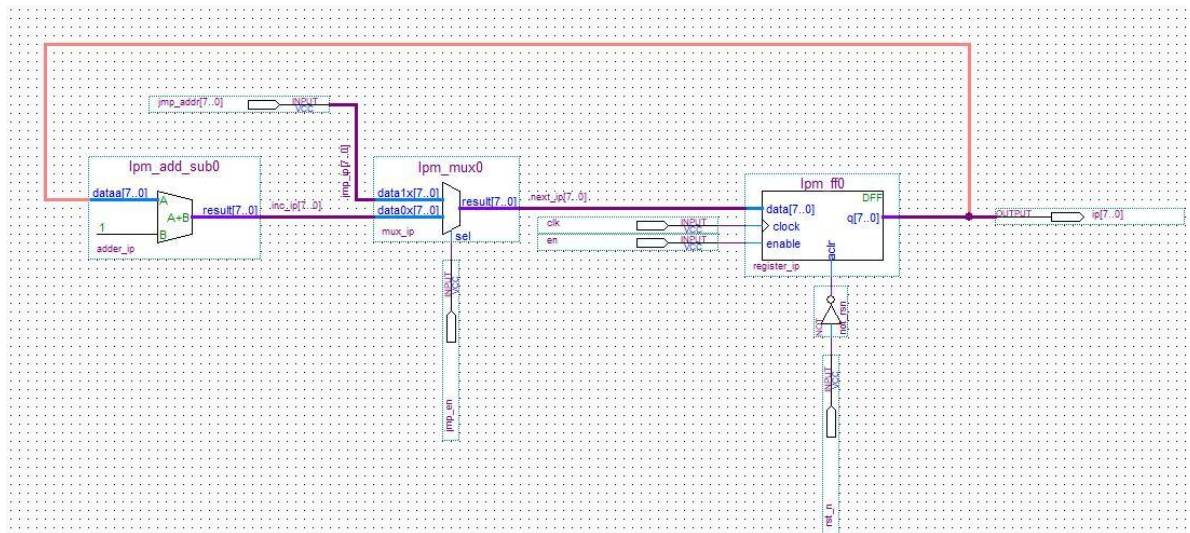 jmp_addr[7..0]
INPUT
VCC
lpm_add_sub0
dataa[7..0]
A
A+B
B
1
result[7..0]
adder_ip
inc_ip[7..0]
jmp_ip[7..0]
lpm_mux0
data1x[7..0]
data0x[7..0]
result[7..0]
mux_ip
sel
INPUT
VCC
jmp_en
next_ip[7..0]
clk
INPUT
VCC
en
INPUT
VCC
lpm_ff0
DFF
data[7..0]
q[7..0]
clock
enable
aclr
register_ip
NOT
not_rsn
INPUT
VCC
rst_n
OUTPUT
ip[7..0]